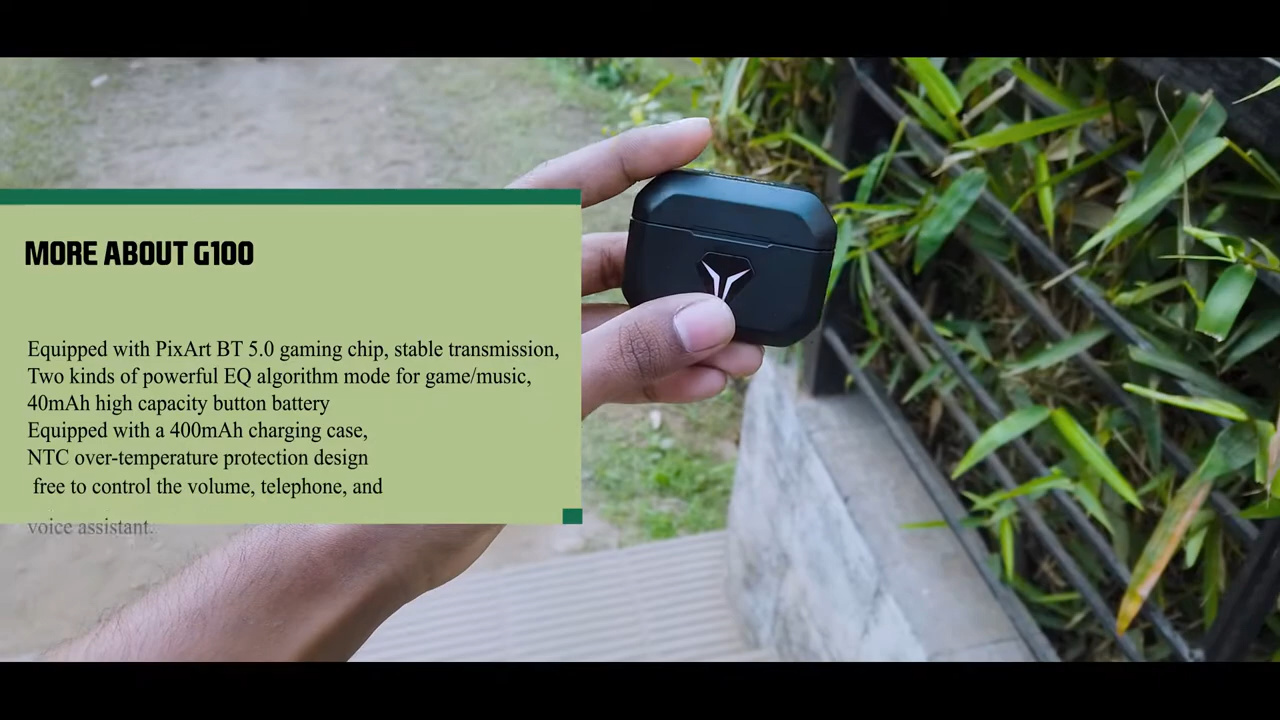 MORE ABOUT G100
Equipped with PixArt BT 5.0 gaming chip, stable transmission,
Two kinds of powerful EQ algorithm mode for game/music,
40mAh high capacity button battery
Equipped with a 400mAh charging case,
NTC over-temperature protection design
free to control the volume, telephone, and
voice assistant.